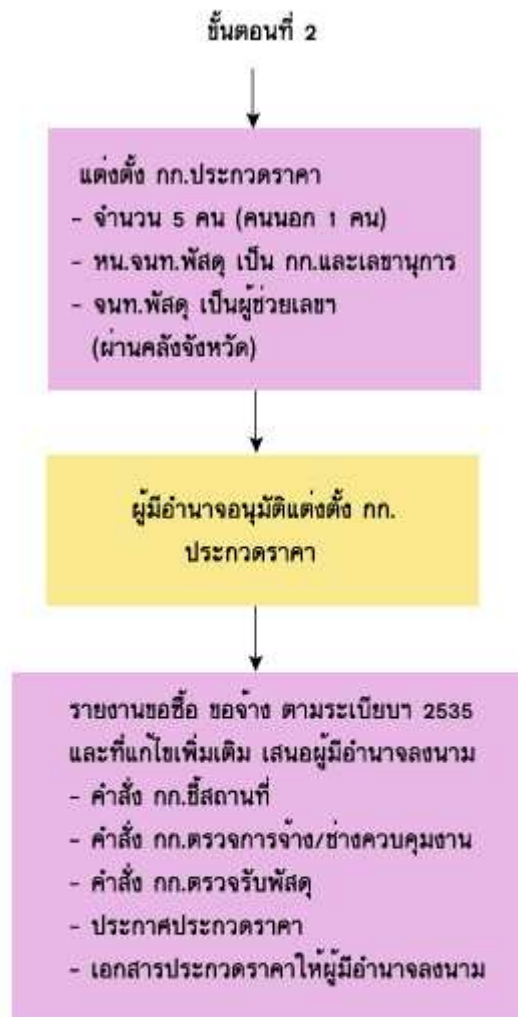 ขั้นตอนที่ 2
แต่งตั้ง กก.ประกวดราคา
- จำนวน 5 คน (คนนอก 1 คน)
- หน.จนท.พัสดุ เป็น กก.และเลขานุการ
- จนท.พัสดุ เป็นผู้ช่วยเลขฯ
(ผ่านคลังจังหวัด)
ผู้มีอำนาจอนุมัติแต่งตั้ง กก.
ประกวดราคา
รายงานขอซื้อ ขอจ้าง ตามระเบียบฯ 2535
และที่แก้ไขเพิ่มเติม เสนอผู้มีอำนาจลงนาม
- คำสั่ง กก.ชี้สถานที่
- คำสั่ง กก.ตรวจการจ้าง/ช่างควบคุมงาน
- คำสั่ง กก.ตรวจรับพัสดุ
- ประกาศประกวดราคา
- เอกสารประกวดราคาให้ผู้มีอำนาจลงนาม